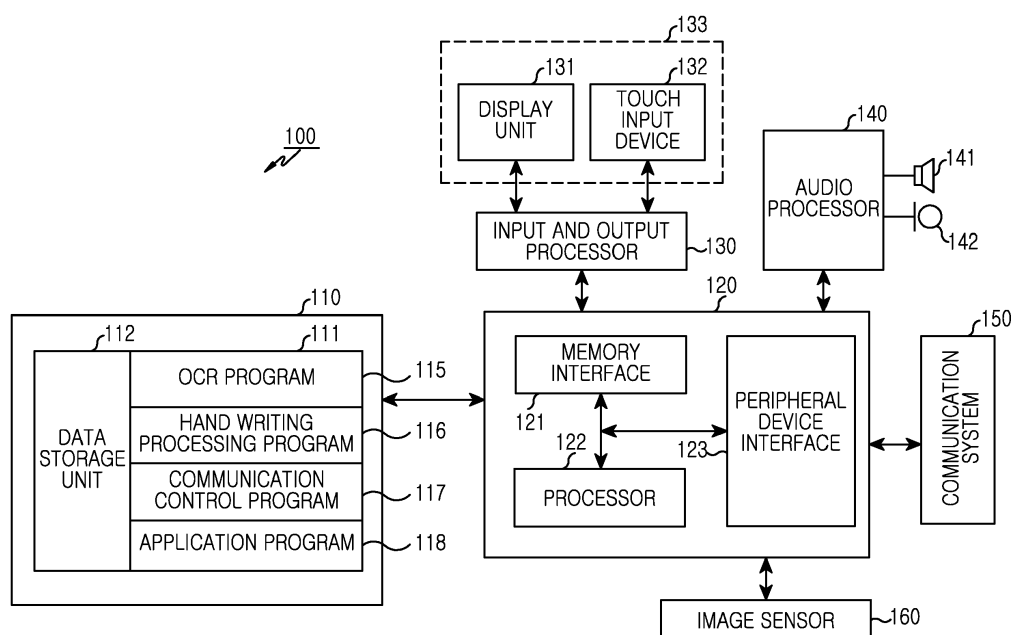 133
131
132
DISPLAY
UNIT
TOUCH
INPUT
DEVICE
100
140
AUDIO
PROCESSOR
141
142
INPUT AND OUTPUT
PROCESSOR
130
110
112
111
DATA
STORAGE
UNIT
OCR PROGRAM
115
HAND WRITING
PROCESSING PROGRAM
116
COMMUNICATION
CONTROL PROGRAM
117
APPLICATION PROGRAM
118
120
MEMORY
INTERFACE
121
122
PROCESSOR
PERIPHERAL
DEVICE
INTERFACE
123
150
COMMUNICATION
SYSTEM
IMAGE SENSOR
160